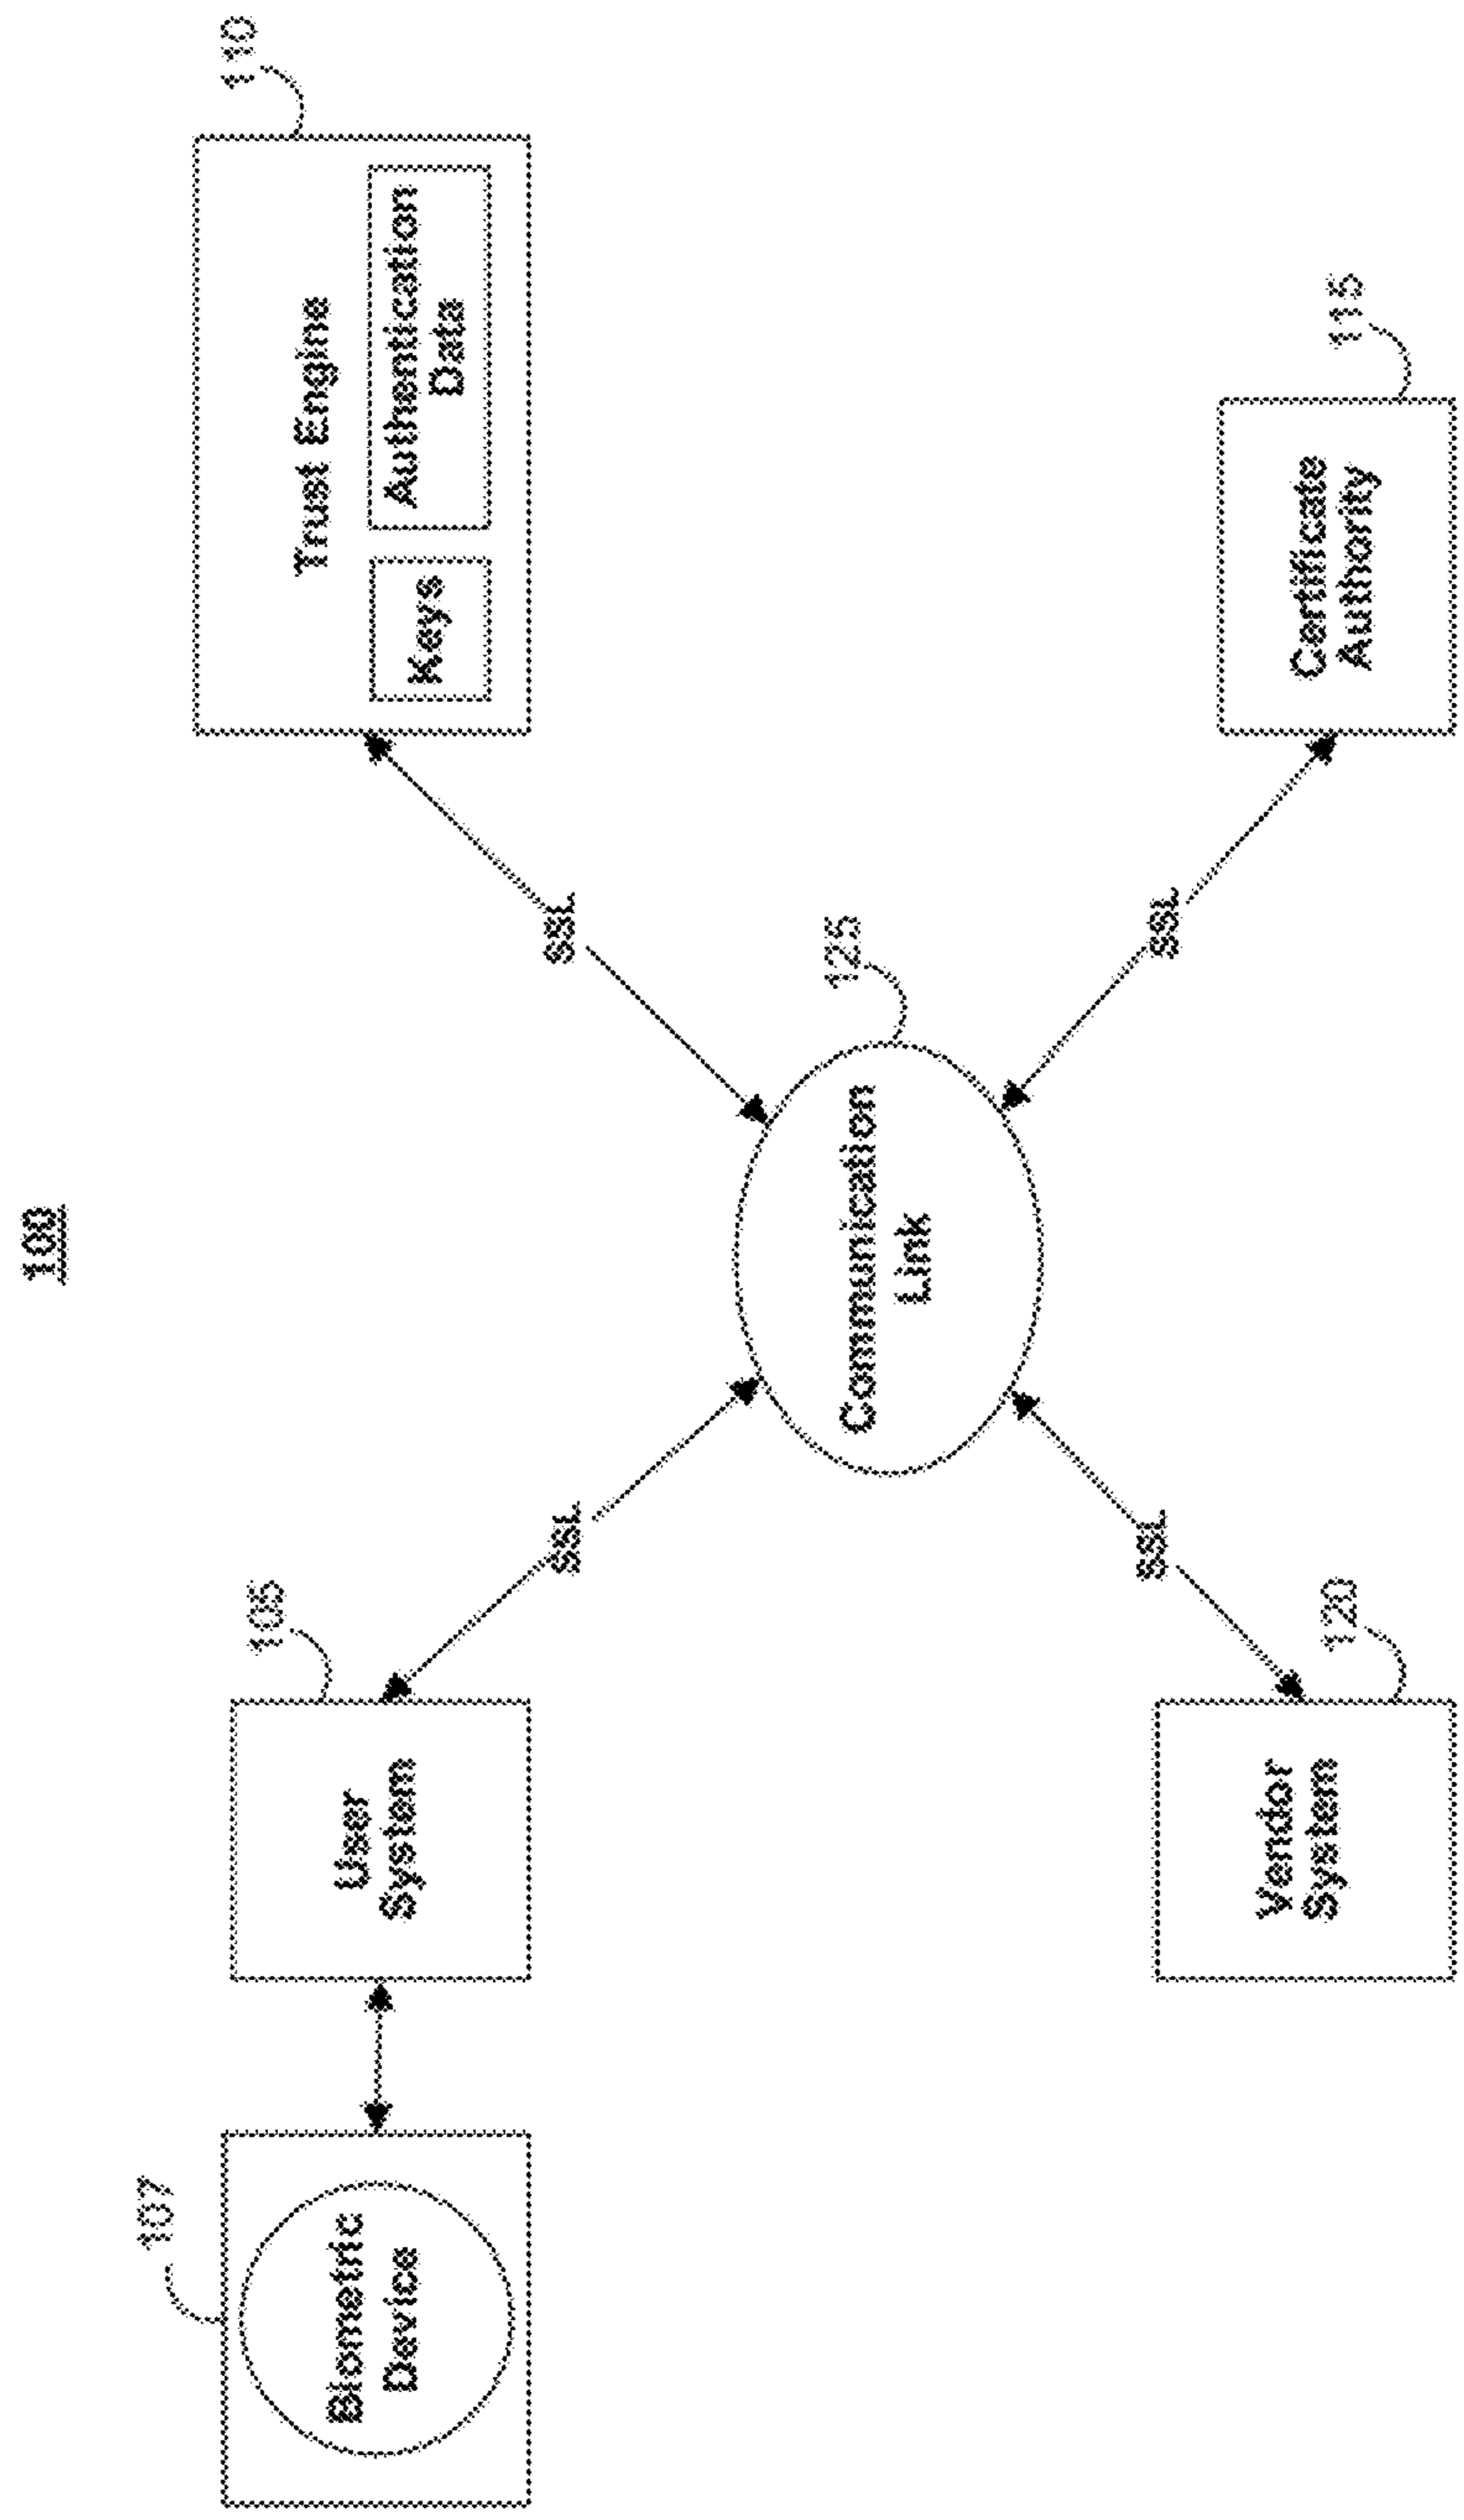 100
107
Biometric
Device
User
System
105
SSL
Trust Engine
Keys
Authentication
Data
110
SSL
Communication
Link
125
SSL
Vendor
System
120
SSL
Certificate
Authority
115